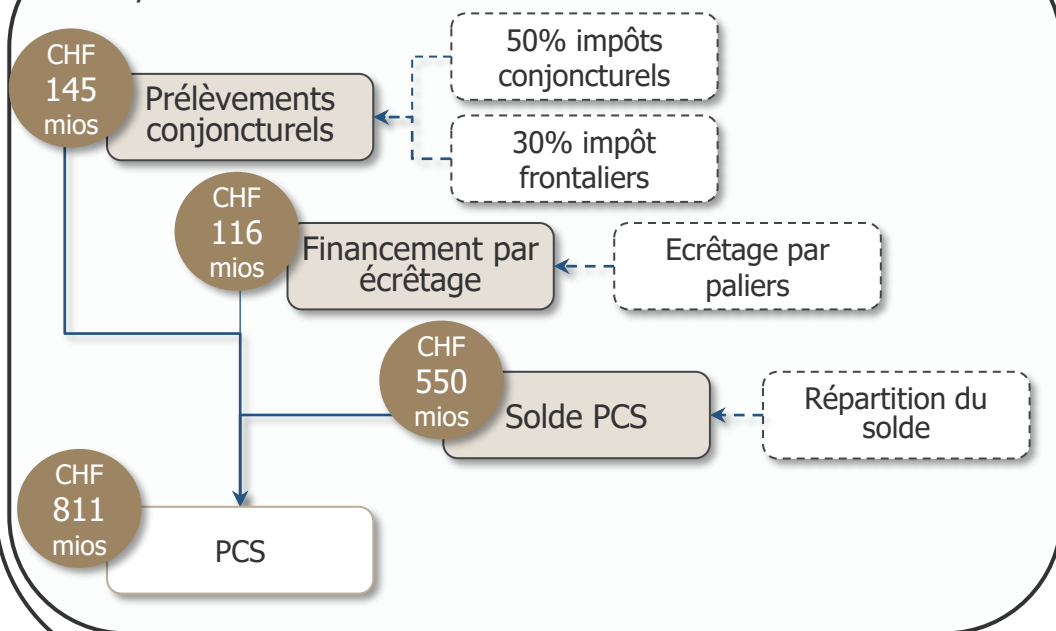 CHF
145
mios
Prélèvements
conjoncturels
50% impôts
conjoncturels
30% impôt
frontaliers
CHF
116
mios
Financement par
écrêtage
Ecrêtage par
paliers
CHF
550
mios
Solde PCS
Répartition du
solde
CHF
811
mios
PCS